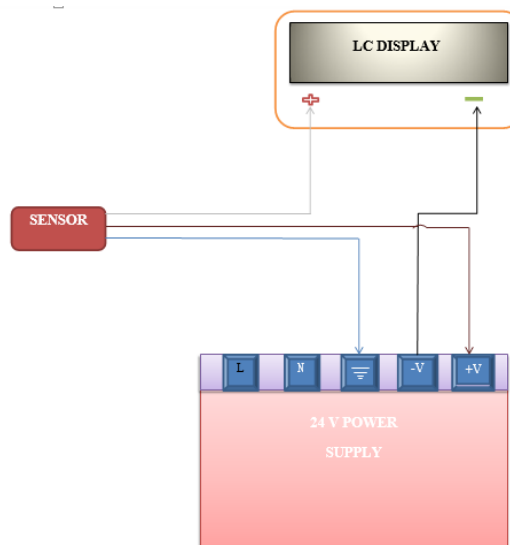 LC DISPLAY
SENSOR
L
N
-V
+V
24 V POWER
SUPPLY